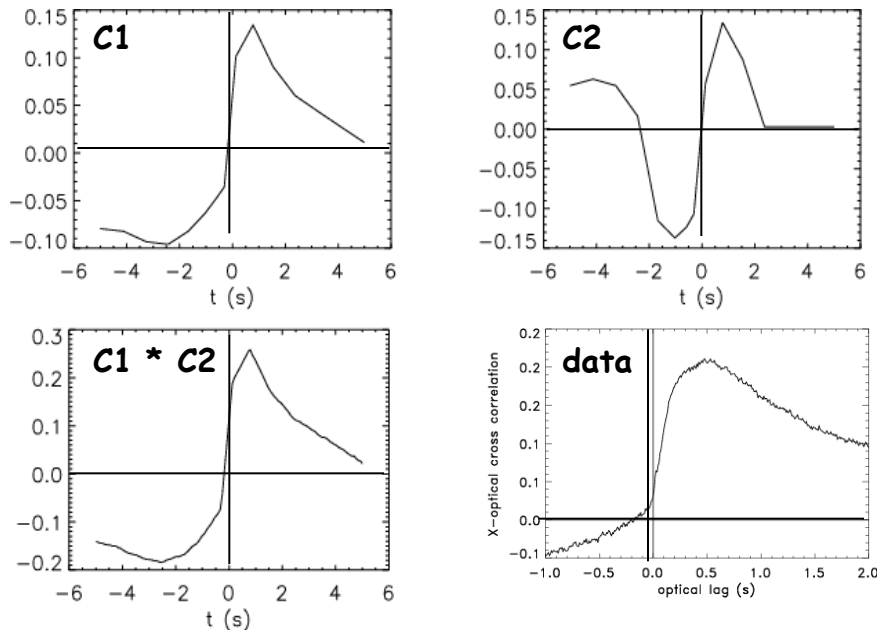 C1
0.15
0.10
0.05
0.00
-0.05
-0.10
-6 -4 -2 0 2 4 6
t (s)
C2
0.15
0.10
0.05
0.00
-0.05
-0.10
-0.15
-6 -4 -2 0 2 4 6
t (s)
C1 * C2
0.3
0.2
0.1
0.0
-0.1
-0.2
-6 -4 -2 0 2 4 6
t (s)
data
X-optical cross correlation
0.2
0.2
0.1
0.1
0.0
-0.1
-1.0 -0.5 0.0 0.5 1.0 1.5 2.0
optical lag (s)